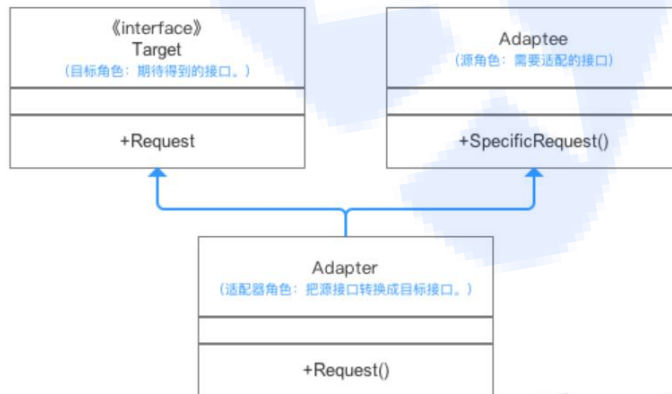 《interface》
Target
（目标角色：期待得到的接口。）
+Request
Adaptee
（源角色：需要适配的接口）
+SpecificRequest()
Adapter
（适配器角色：把源接口转换成目标接口。）
+Request()